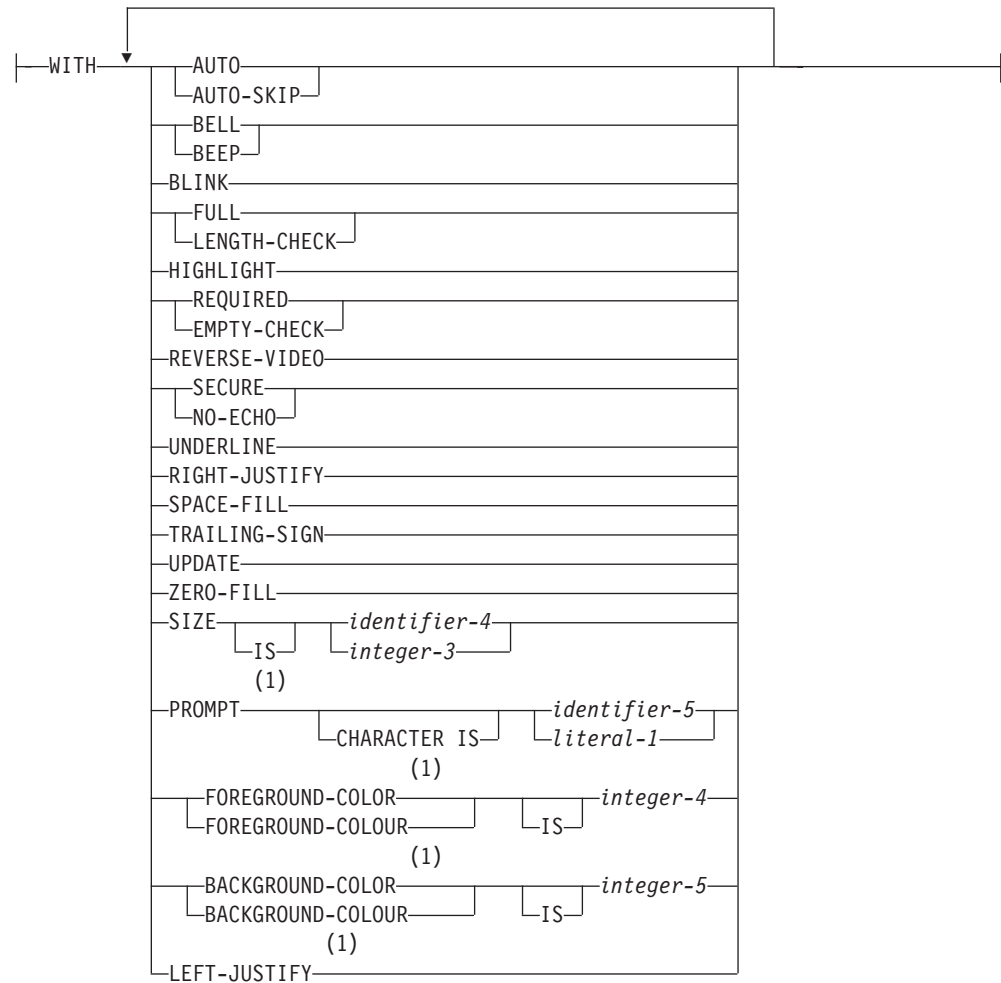 WITH AUTO
AUTO-SKIP
BELL
BEEP
BLINK
FULL
LENGTH-CHECK
HIGHLIGHT
REQUIRED
EMPTY-CHECK
REVERSE-VIDEO
SECURE
NO-ECHO
UNDERLINE
RIGHT-JUSTIFY
SPACE-FILL
TRAILING-SIGN
UPDATE
ZERO-FILL
SIZE identifier-4
IS integer-3
(1)
PROMPT identifier-5
CHARACTER IS literal-1
(1)
FOREGROUND-COLOR integer-4
FOREGROUND-COLOUR IS
(1)
BACKGROUND-COLOR integer-5
BACKGROUND-COLOUR IS
(1)
LEFT-JUSTIFY